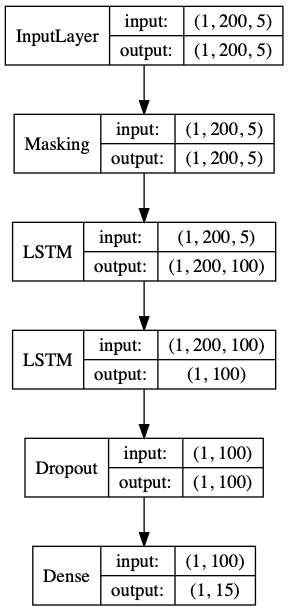 InputLayer input: (1, 200, 5)
output: (1, 200, 5)
Masking input: (1, 200, 5)
output: (1, 200, 5)
LSTM input: (1, 200, 5)
output: (1, 200, 100)
LSTM input: (1, 200, 100)
output: (1, 100)
Dropout input: (1, 100)
output: (1, 100)
Dense input: (1, 100)
output: (1, 15)